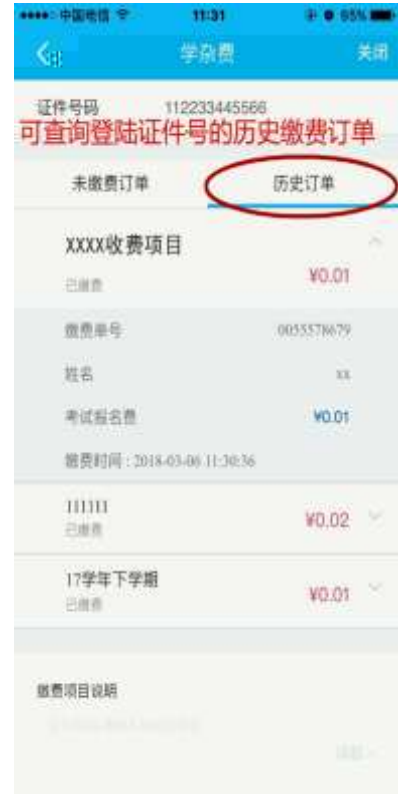 中国电信 11:31 95%
学杂费 关闭
证件号码 112233445566
可查询登陆证件号的历史缴费订单
未缴费订单 历史订单
XXXX收费项目
已缴费 ¥0.01
缴费单号 0055578679
姓名 xx
考试报名费 ¥0.01
缴费时间：2018-03-06 11:30:36
111111
已缴费 ¥0.02
17学年下学期
已缴费 ¥0.01
缴费项目说明